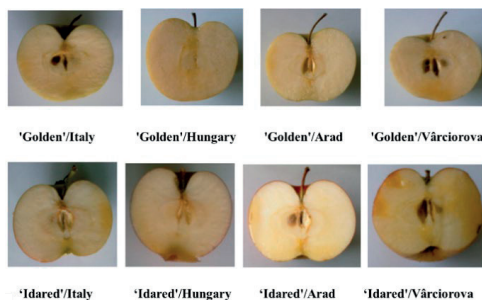 'Golden'/Italy 'Golden'/Hungary 'Golden'/Arad 'Golden'/Vârciorova
‘Idared'/Italy ‘Idared'/Hungary ‘Idared'/Arad ‘Idared'/Vârciorova